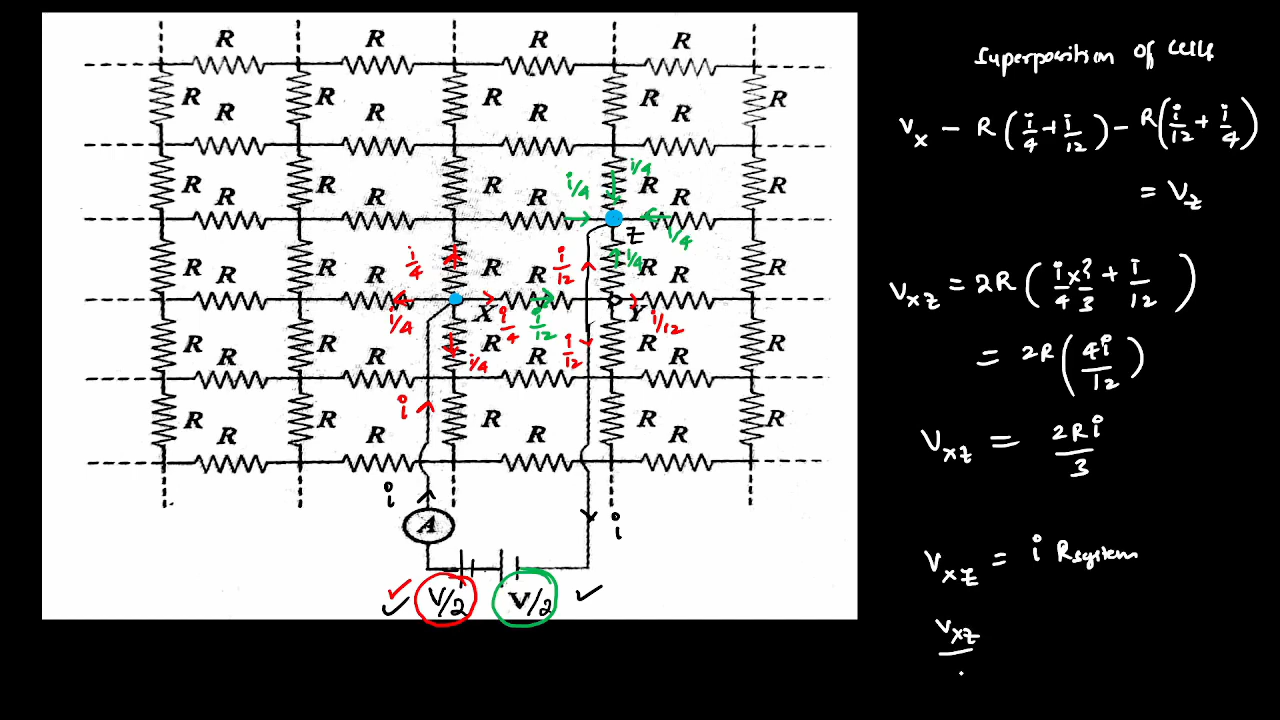 R R R R
R R R R R
R R R R
R R R R R
R R R R
i/4 i/4
Z
i/4 i/4
R R R R R
i/4 i/12
X Y
i/4 i/4 i/12 i/12
i/12
i/4
R R R R R
R R R R
i
R R R R R
R R R R
i
A
i
V/2 V/2
Superposition of cells
Vx - R(i/4+i/12) - R(i/12+i/4)
= Vz
Vxz = 2R(i×3/4×3 + i/12)
= 2R(4i/12)
Vxz = 2Ri/3
Vxz = i Rsystem
Vxz